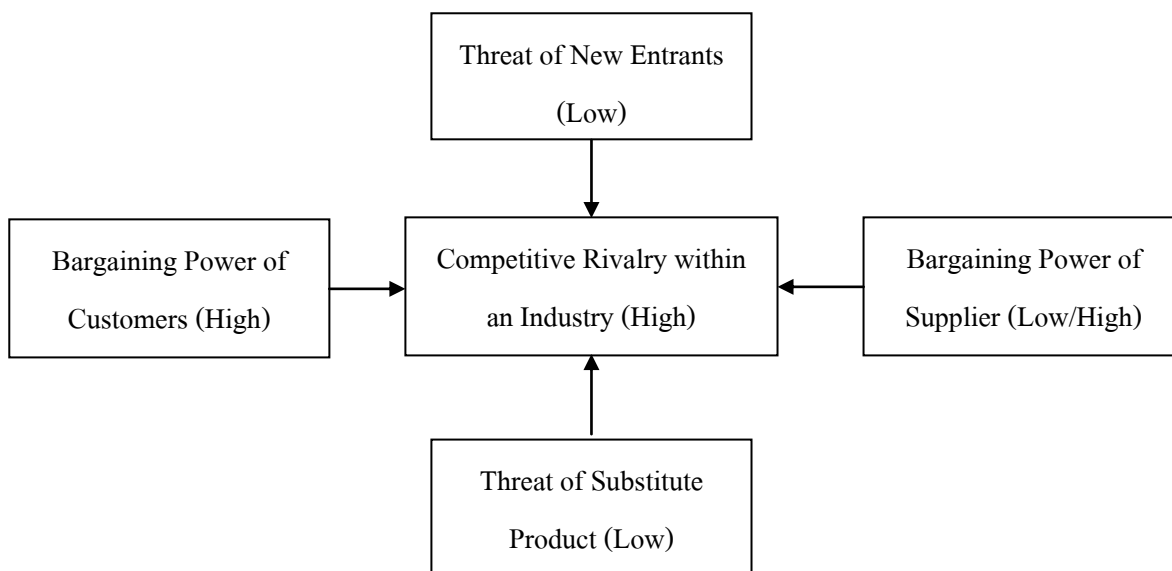 Threat of New Entrants
(Low)
Bargaining Power of
Customers (High)
Competitive Rivalry within
an Industry (High)
Bargaining Power of
Supplier (Low/High)
Threat of Substitute
Product (Low)